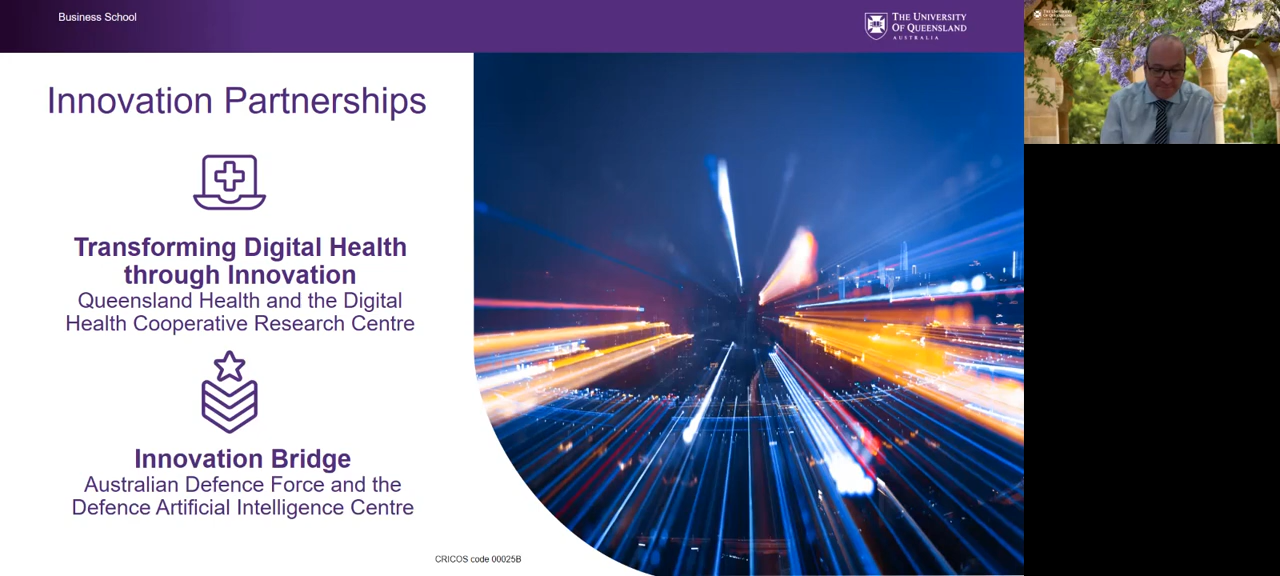 Business School
THE UNIVERSITY
OF QUEENSLAND
AUSTRALIA
Innovation Partnerships
Transforming Digital Health
through Innovation
Queensland Health and the Digital
Health Cooperative Research Centre
Innovation Bridge
Australian Defence Force and the
Defence Artificial Intelligence Centre
CRICOS code 00025B